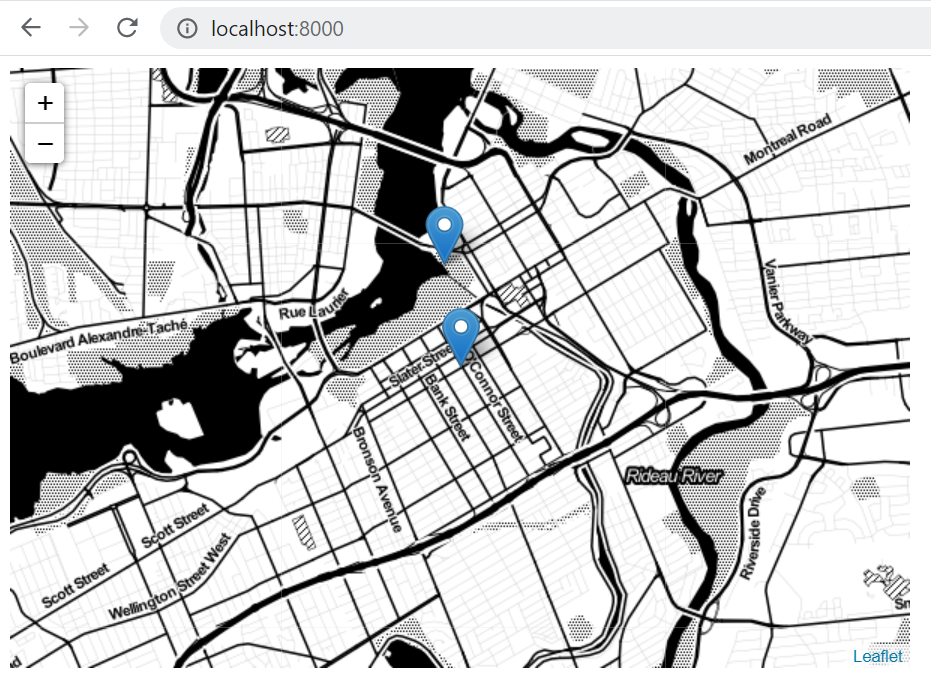 localhost:8000
+
−
Montreal Road
Vanier Parkway
Rue Laurier
Boulevard Alexandre-Taché
Slater Street
O'Connor Street
Bank Street
Bronson Avenue
Rideau River
Riverside Drive
Scott Street
Scott Street
Wellington Street West
Leaflet